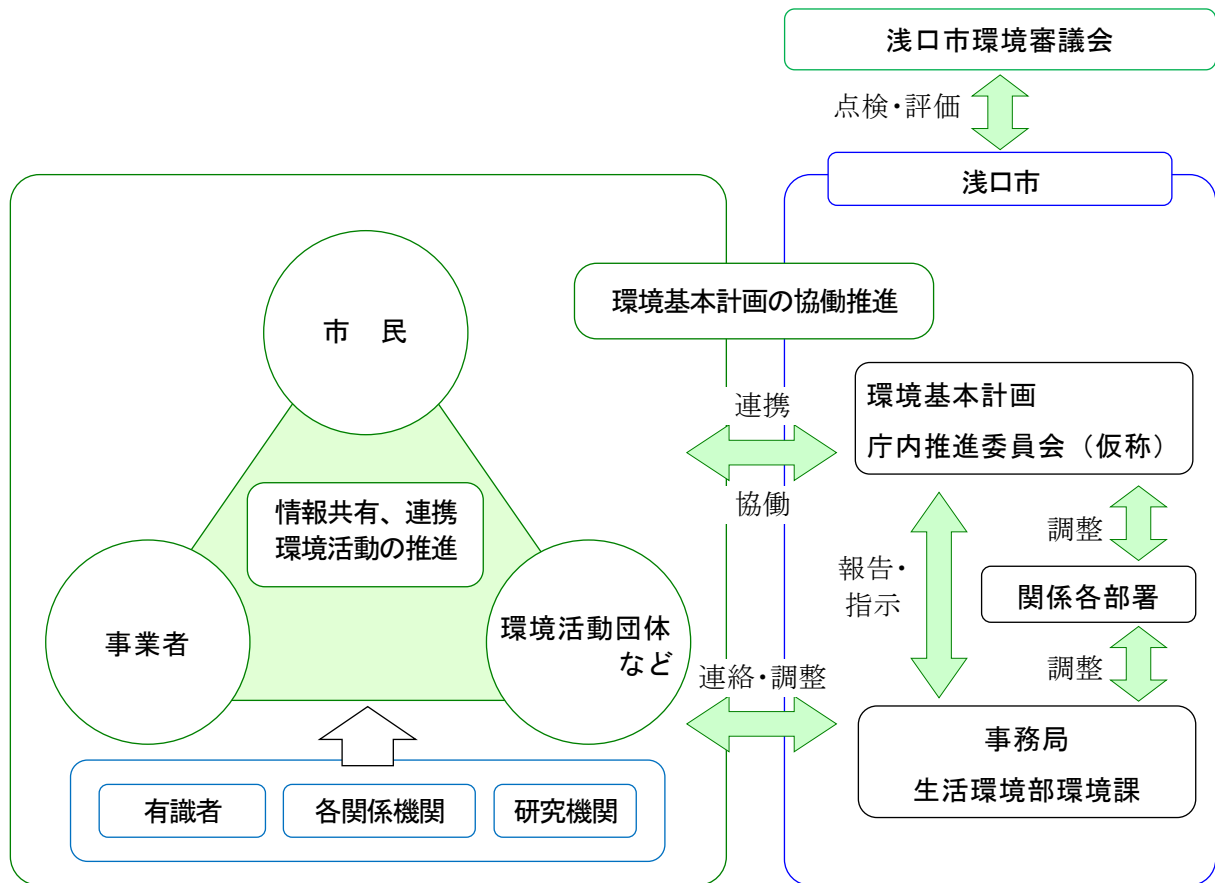 浅口市環境審議会
点検・評価
浅口市
環境基本計画の協働推進
市　民
情報共有、連携
環境活動の推進
事業者
環境活動団体
など
有識者
各関係機関
研究機関
連携
協働
連絡・調整
環境基本計画
庁内推進委員会（仮称）
報告・
指示
調整
関係各部署
調整
事務局
生活環境部環境課